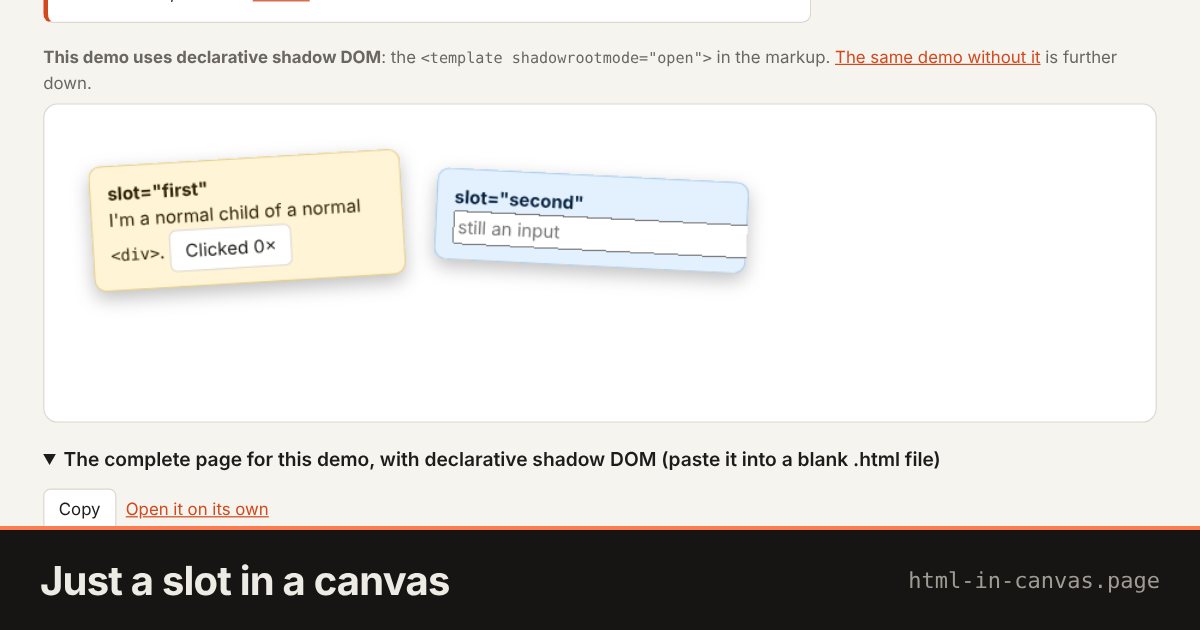 This demo uses declarative shadow DOM: the <template shadowrootmode="open"> in the markup. The same demo without it is further
down.
slot="first"
I'm a normal child of a normal
<div>. Clicked 0×
slot="second"
still an input
▼ The complete page for this demo, with declarative shadow DOM (paste it into a blank .html file)
Copy Open it on its own
Just a slot in a canvas
html-in-canvas.page